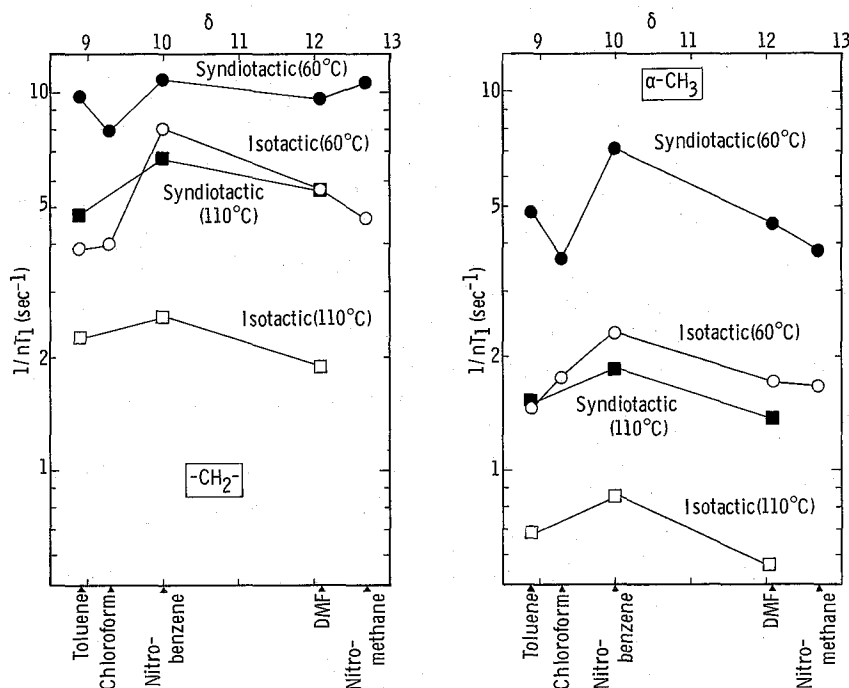 δ
9 10 11 12 13
10
5
2
1
1/nT1 (sec-1)
Syndiotactic(60°C)
Isotactic(60°C)
Syndiotactic
(110°C)
Isotactic(110°C)
-CH2-
Toluene
Chloroform
Nitro-
benzene
DMF
Nitro-
methane
δ
9 10 11 12 13
10
5
2
1
1/nT1 (sec-1)
α-CH3
Syndiotactic(60°C)
Isotactic(60°C)
Syndiotactic
(110°C)
Isotactic(110°C)
Toluene
Chloroform
Nitro-
benzene
DMF
Nitro-
methane